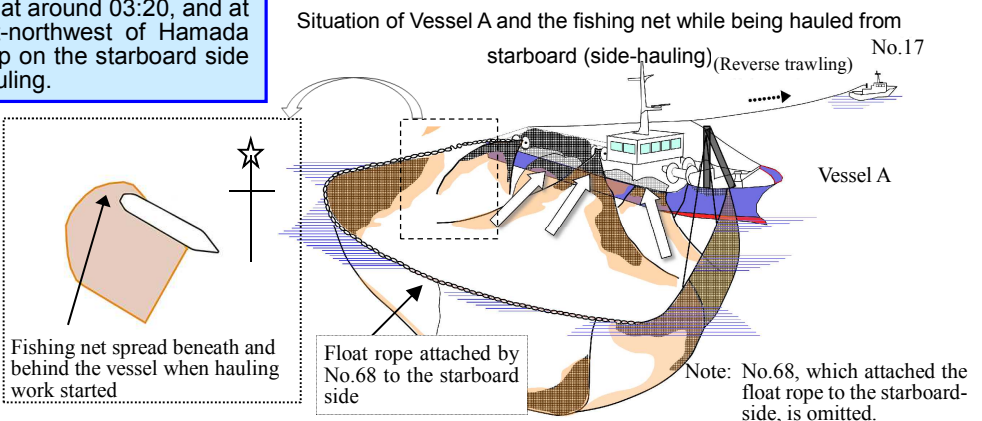 at around 03:20, and at
-northwest of Hamada
p on the starboard side
uling.
Situation of Vessel A and the fishing net while being hauled from
starboard (side-hauling)
(Reverse trawling)
No.17
Vessel A
Fishing net spread beneath and
behind the vessel when hauling
work started
Float rope attached by
No.68 to the starboard
side
Note: No.68, which attached the
float rope to the starboard-
side, is omitted.